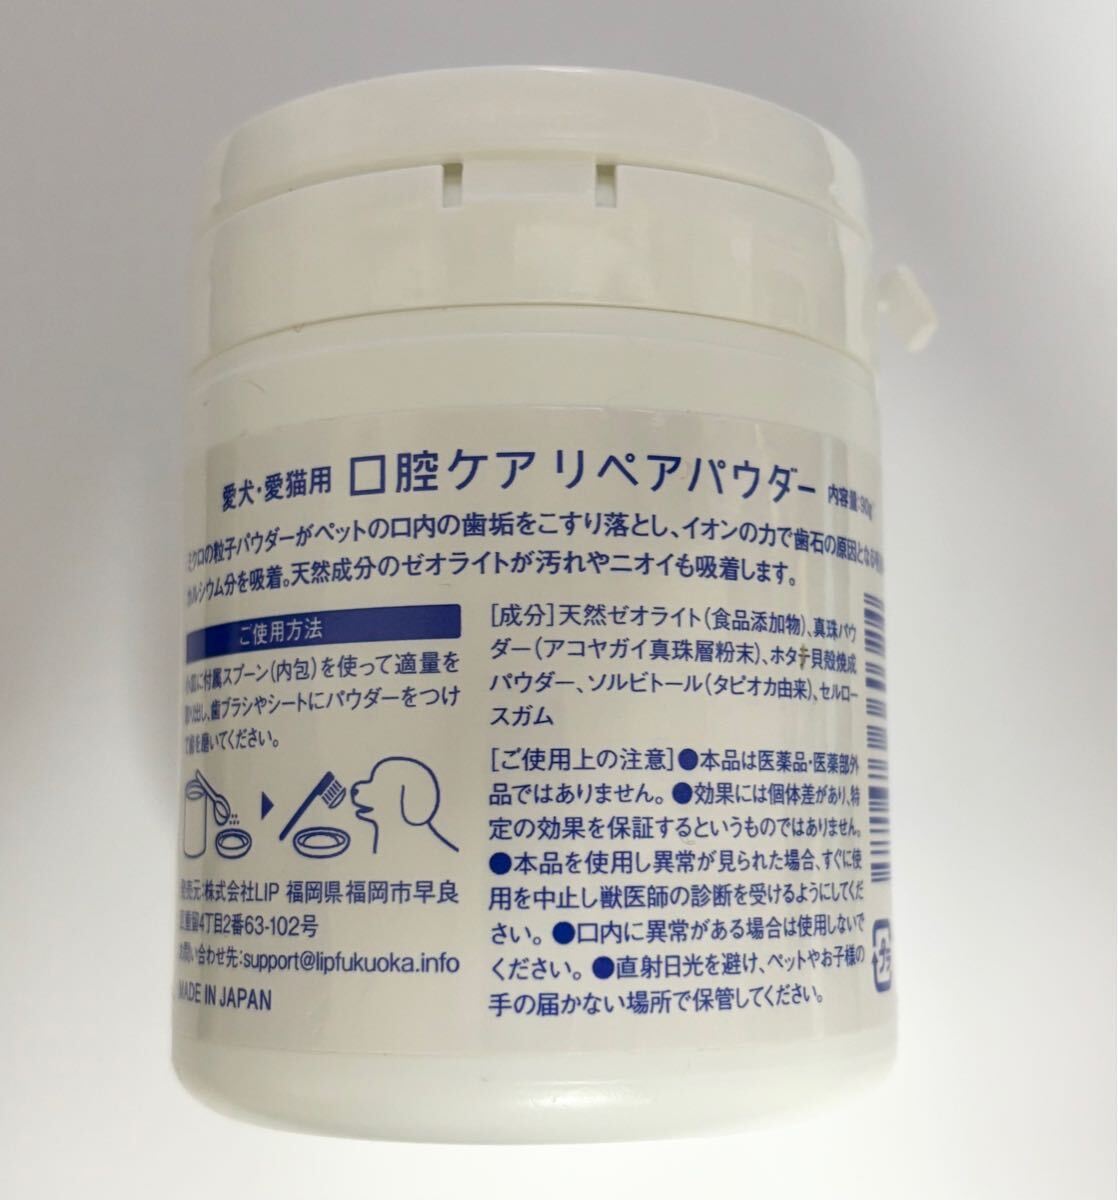 愛犬・愛猫用 口腔ケア リペアパウダー 内容量:90g
ミクロの粒子パウダーがペットの口内の歯垢をこすり落とし、イオンの力で歯石の原因となる
カルシウム分を吸着。天然成分のゼオライトが汚れやニオイも吸着します。
ご使用方法
小皿に付属スプーン(内包)を使って適量を
取り出し、歯ブラシやシートにパウダーをつけ
て歯を磨いてください。
発売元:株式会社LIP 福岡県福岡市早良
区重留4丁目2番63-102号
お問い合わせ先:support@lipfukuoka.info
MADE IN JAPAN
[成分]天然ゼオライト(食品添加物)、真珠パウ
ダー(アコヤガイ真珠層粉末)、ホタテ貝殻焼成
パウダー、ソルビトール(タピオカ由来)、セルロー
スガム
[ご使用上の注意]●本品は医薬品・医薬部外
品ではありません。●効果には個体差があり、特
定の効果を保証するというものではありません。
●本品を使用し異常が見られた場合、すぐに使
用を中止し獣医師の診断を受けるようにしてくだ
さい。●口内に異常がある場合は使用しないで
ください。●直射日光を避け、ペットやお子様の
手の届かない場所で保管してください。
プラ